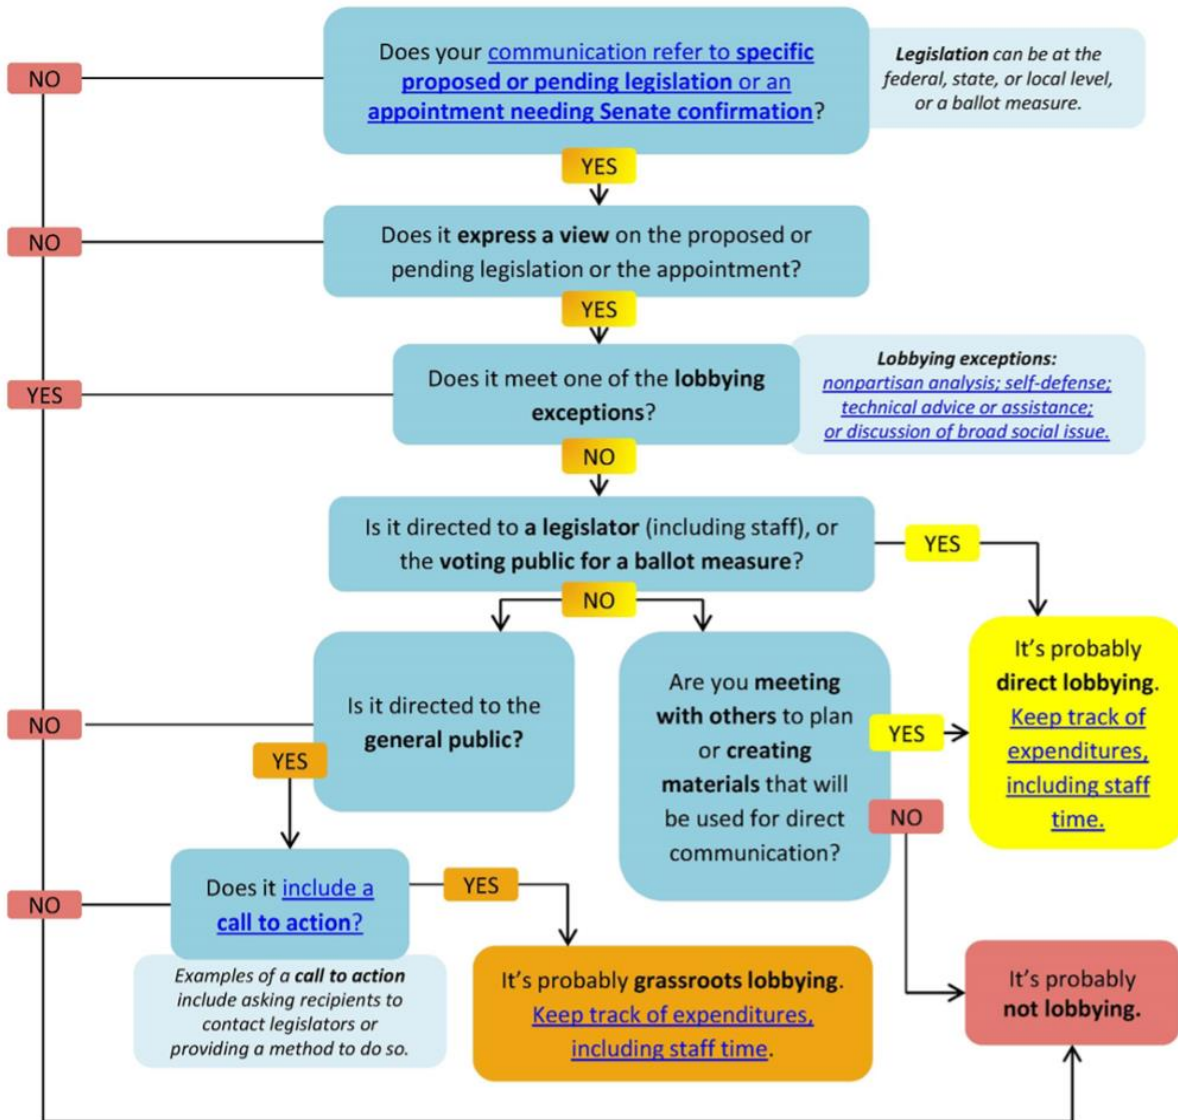 Does your communication refer to specific
proposed or pending legislation or an
appointment needing Senate confirmation?
Legislation can be at the
federal, state, or local level,
or a ballot measure.
NO
YES
Does it express a view on the proposed or
pending legislation or the appointment?
NO
YES
Does it meet one of the lobbying
exceptions?
Lobbying exceptions:
nonpartisan analysis; self-defense;
technical advice or assistance;
or discussion of broad social issue.
YES
NO
Is it directed to a legislator (including staff), or
the voting public for a ballot measure?
YES
NO
Is it directed to the
general public?
NO
YES
Are you meeting
with others to plan
or creating
materials that will
be used for direct
communication?
YES
NO
It’s probably
direct lobbying.
Keep track of
expenditures,
including staff
time.
Does it include a
call to action?
NO
YES
Examples of a call to action
include asking recipients to
contact legislators or
providing a method to do so.
It’s probably grassroots lobbying.
Keep track of expenditures,
including staff time.
It’s probably
not lobbying.